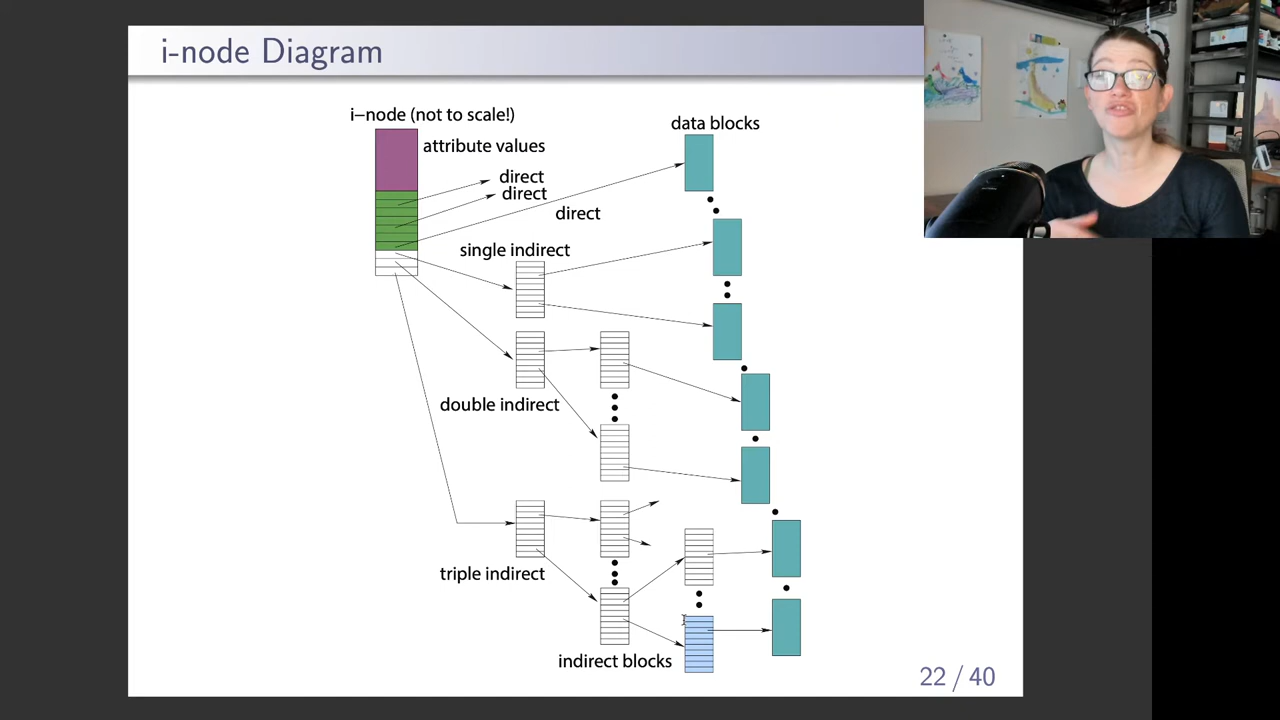 i-node Diagram
i–node (not to scale!)
data blocks
attribute values
direct
direct
direct
single indirect
double indirect
triple indirect
indirect blocks
22 / 40